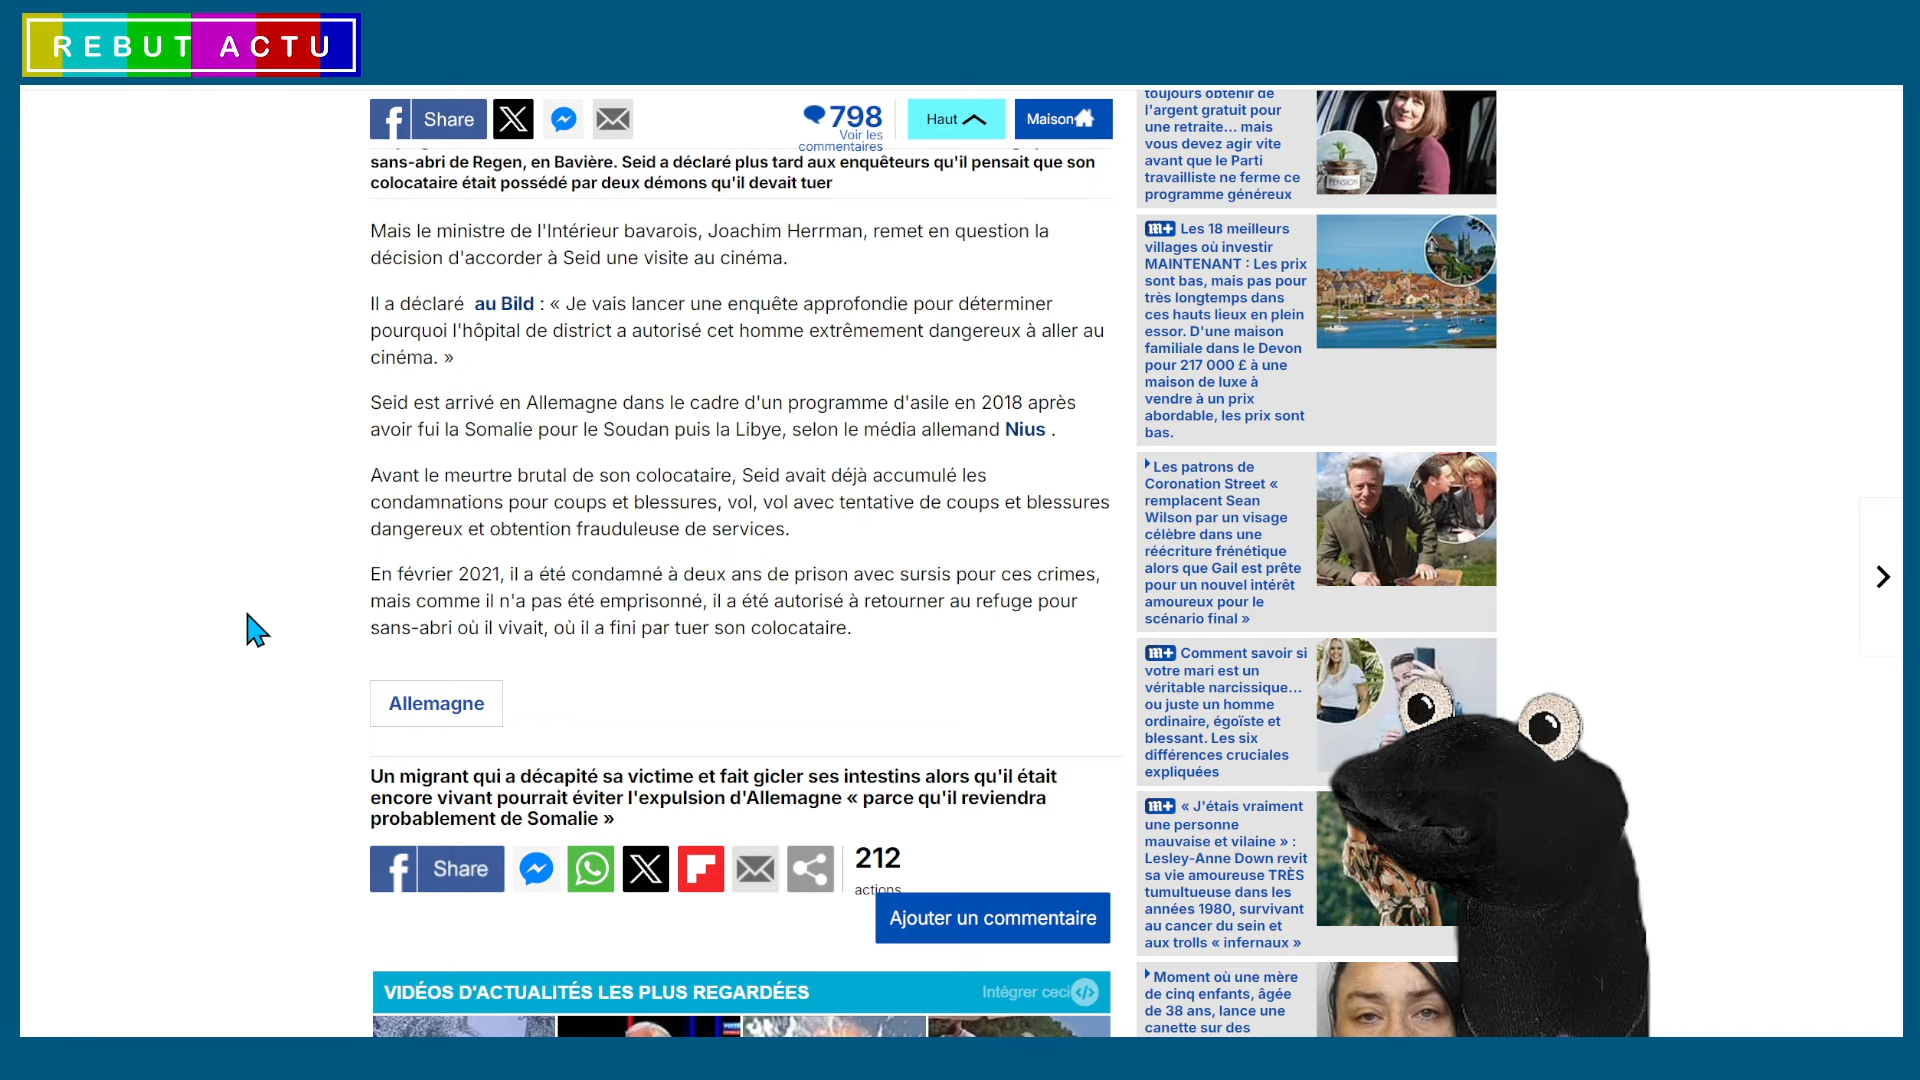 REBUT ACTU
Share
798
Voir les
commentaires
Haut
Maison
sans-abri de Regen, en Bavière. Seid a déclaré plus tard aux enquêteurs qu'il pensait que son
colocataire était possédé par deux démons qu'il devait tuer
Mais le ministre de l'Intérieur bavarois, Joachim Herrman, remet en question la
décision d'accorder à Seid une visite au cinéma.
Il a déclaré au Bild : « Je vais lancer une enquête approfondie pour déterminer
pourquoi l'hôpital de district a autorisé cet homme extrêmement dangereux à aller au
cinéma. »
Seid est arrivé en Allemagne dans le cadre d'un programme d'asile en 2018 après
avoir fui la Somalie pour le Soudan puis la Libye, selon le média allemand Nius .
Avant le meurtre brutal de son colocataire, Seid avait déjà accumulé les
condamnations pour coups et blessures, vol, vol avec tentative de coups et blessures
dangereux et obtention frauduleuse de services.
En février 2021, il a été condamné à deux ans de prison avec sursis pour ces crimes,
mais comme il n'a pas été emprisonné, il a été autorisé à retourner au refuge pour
sans-abri où il vivait, où il a fini par tuer son colocataire.
Allemagne
Un migrant qui a décapité sa victime et fait gicler ses intestins alors qu'il était
encore vivant pourrait éviter l'expulsion d'Allemagne « parce qu'il reviendra
probablement de Somalie »
Share
212
actions
Ajouter un commentaire
VIDÉOS D'ACTUALITÉS LES PLUS REGARDÉES
Intégrer ceci
toujours obtenir de
l'argent gratuit pour
une retraite... mais
vous devez agir vite
avant que le Parti
travailliste ne ferme ce
programme généreux
PENSION
m+ Les 18 meilleurs
villages où investir
MAINTENANT : Les prix
sont bas, mais pas pour
très longtemps dans
ces hauts lieux en plein
essor. D'une maison
familiale dans le Devon
pour 217 000 £ à une
maison de luxe à
vendre à un prix
abordable, les prix sont
bas.
Les patrons de
Coronation Street «
remplacent Sean
Wilson par un visage
célèbre dans une
réécriture frénétique
alors que Gail est prête
pour un nouvel intérêt
amoureux pour le
scénario final »
m+ Comment savoir si
votre mari est un
véritable narcissique...
ou juste un homme
ordinaire, égoïste et
blessant. Les six
différences cruciales
expliquées
m+ « J'étais vraiment
une personne
mauvaise et vilaine » :
Lesley-Anne Down revit
sa vie amoureuse TRÈS
tumultueuse dans les
années 1980, survivant
au cancer du sein et
aux trolls « infernaux »
Moment où une mère
de cinq enfants, âgée
de 38 ans, lance une
canette sur des